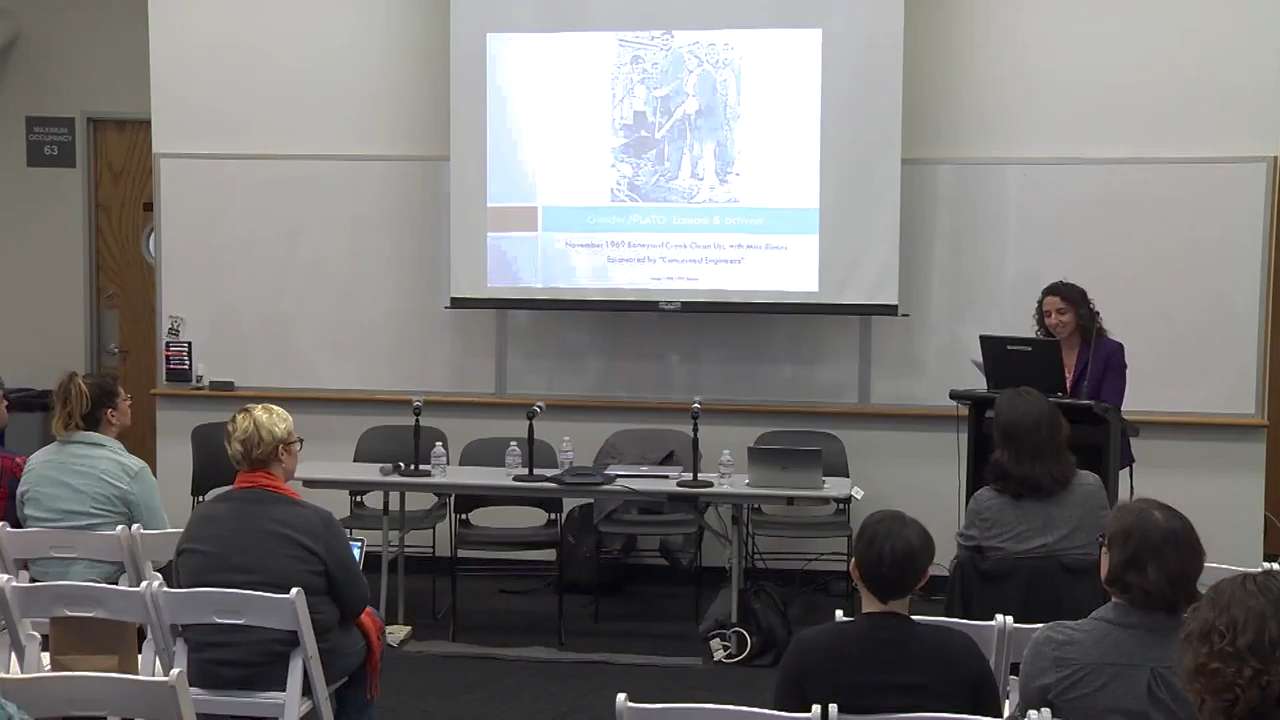 MAXIMUM
OCCUPANCY
63
Gender/PLATO: Lessons & activism
November 1969 Boneyard Creek Clean Up, with Miss Illinois
Sponsored by "Concerned Engineers"